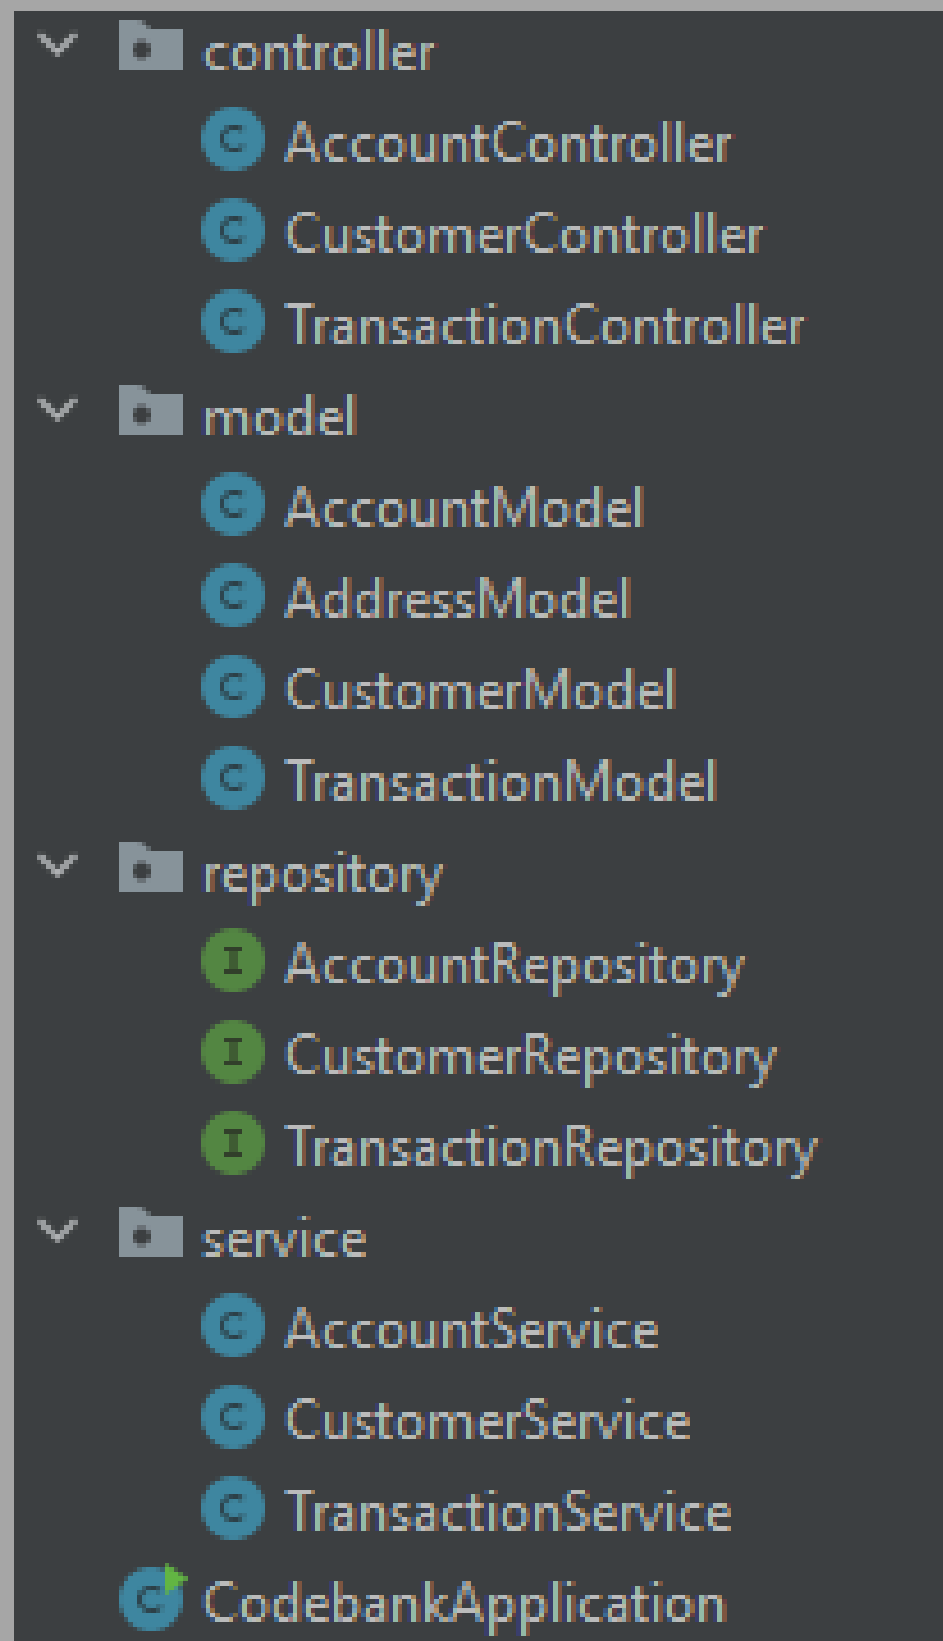 controller
C AccountController
C CustomerController
C TransactionController
model
C AccountModel
C AddressModel
C CustomerModel
C TransactionModel
repository
I AccountRepository
I CustomerRepository
I TransactionRepository
service
C AccountService
C CustomerService
C TransactionService
C CodebankApplication